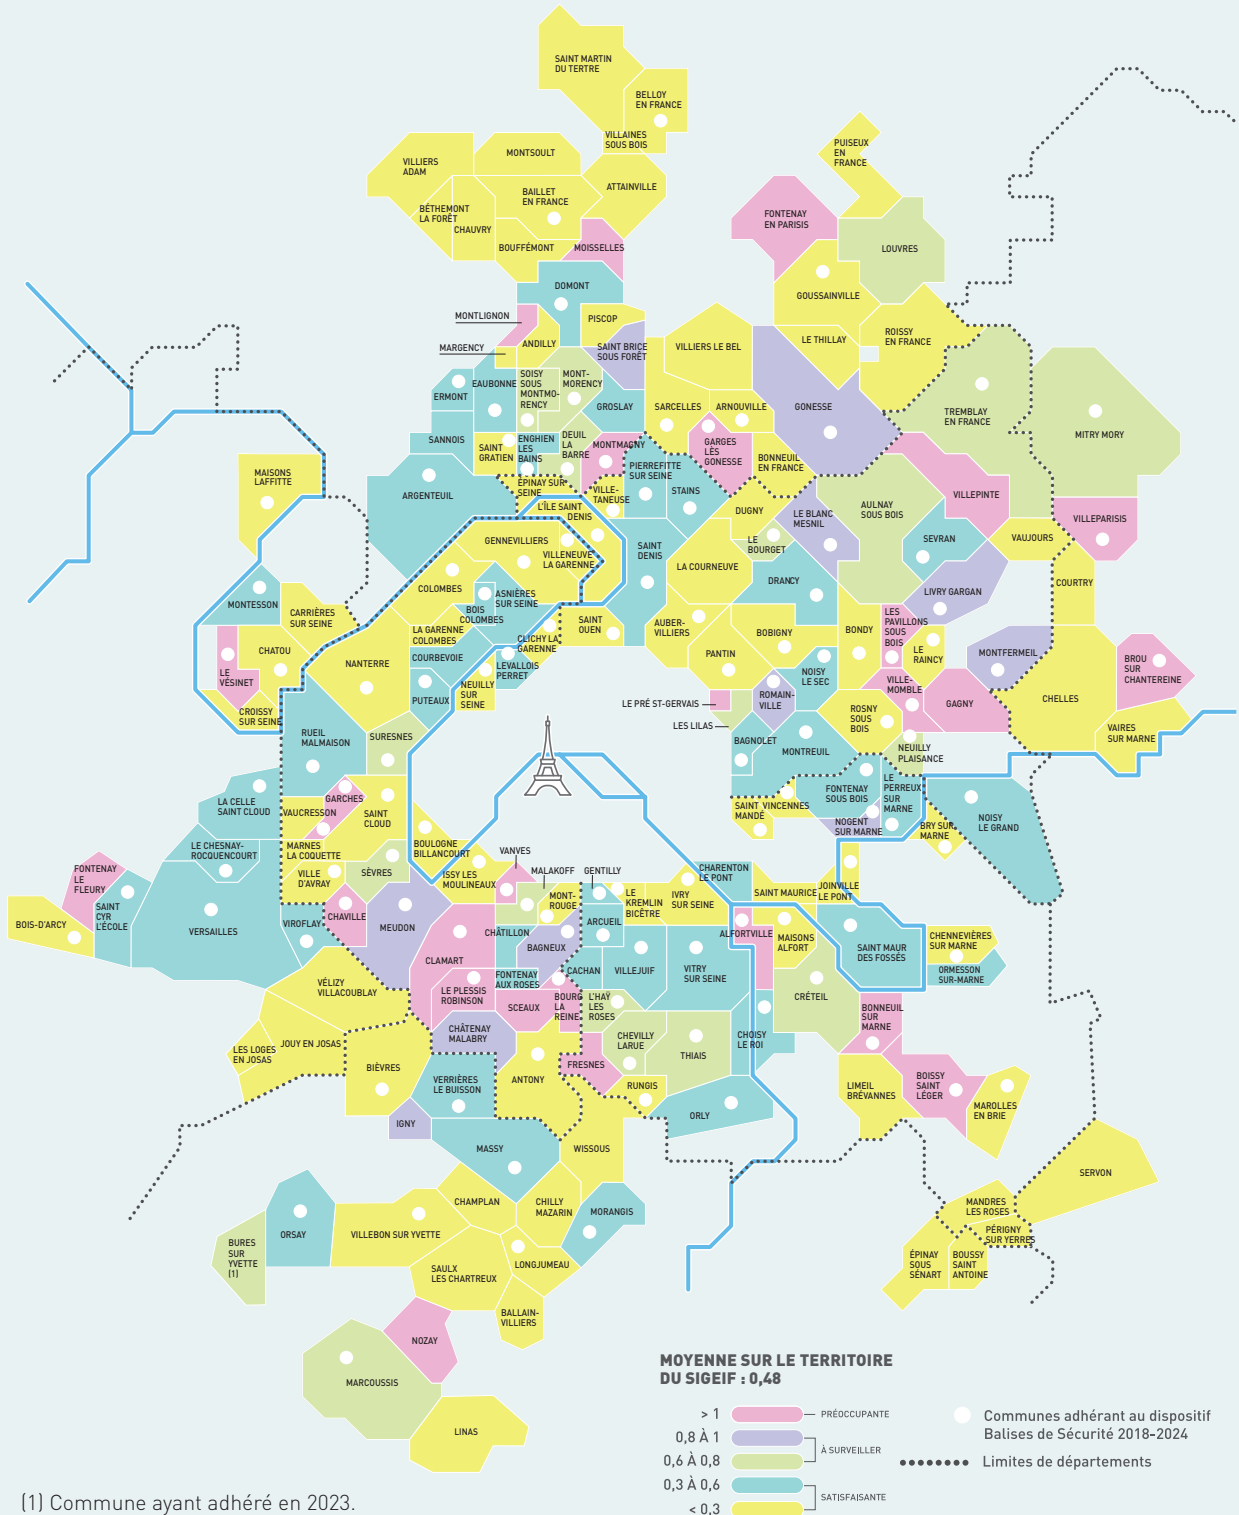 SAINT MARTIN
DU TERTRE
BELLOY
EN FRANCE
VILLAINES
SOUS BOIS
VILLIERS
ADAM
MONTSOULT
BAILLET
EN FRANCE
ATTAINVILLE
BÉTHEMONT
LA FORÊT
CHAUVRY
BOUFFÉMONT
MOISSELLES
PUISEUX
EN
FRANCE
FONTENAY
EN PARISIS
LOUVRES
DOMONT
GOUSSAINVILLE
MONTLIGNON
PISCOP
MARGENCY
ANDILLY
SAINT BRICE
SOUS FORÊT
VILLIERS LE BEL
LE THILLAY
ROISSY
EN FRANCE
ERMONT
EAUBONNE
SOISY
SOUS
MONTMO-
RENCY
MONT-
MORENCY
GROSLAY
SARCELLES
ARNOUVILLE
GONESSE
TREMBLAY
EN FRANCE
MITRY MORY
SANNOIS
SAINT
GRATIEN
ENGHIEN
LES
BAINS
DEUIL
LA
BARRE
MONTMAGNY
GARGES
LÈS
GONESSE
BONNEUIL
EN FRANCE
MAISONS
LAFFITTE
ARGENTEUIL
ÉPINAY SUR
SEINE
VILLE-
TANEUSE
PIERREFITTE
SUR SEINE
STAINS
L'ÎLE SAINT
DENIS
DUGNY
LE BLANC
MESNIL
AULNAY
SOUS BOIS
VILLEPINTE
VILLEPARISIS
GENNEVILLIERS
VILLENEUVE
LA GARENNE
SAINT
DENIS
LE
BOURGET
SEVRAN
VAUJOURS
LA COURNEUVE
DRANCY
COURTRY
MONTESSON
CARRIÈRES
SUR SEINE
COLOMBES
BOIS
COLOMBES
ASNIÈRES
SUR SEINE
LIVRY GARGAN
LA GARENNE
COLOMBES
CLICHY LA
GARENNE
SAINT
OUEN
AUBER-
VILLIERS
BOBIGNY
BONDY
LES
PAVILLONS
SOUS
BOIS
LE
RAINCY
MONTFERMEIL
BROU
SUR
CHANTEREINE
CHATOU
LE
VÉSINET
NANTERRE
COURBEVOIE
LEVALLOIS
PERRET
PANTIN
NOISY
LE SEC
VILLE-
MOMBLE
GAGNY
CHELLES
CROISSY
SUR SEINE
PUTEAUX
NEUILLY
SUR
SEINE
LE PRÉ ST-GERVAIS
ROMAIN-
VILLE
ROSNY
SOUS
BOIS
LES LILAS
VAIRES
SUR MARNE
RUEIL
MALMAISON
SURESNES
BAGNOLET
MONTREUIL
NEUILLY
PLAISANCE
LA CELLE
SAINT CLOUD
GARCHES
VAUCRESSON
SAINT
CLOUD
SAINT
MANDÉ
VINCENNES
FONTENAY
SOUS BOIS
LE
PERREUX
SUR
MARNE
NOGENT
SUR MARNE
BRY SUR
MARNE
NOISY
LE GRAND
LE CHESNAY-
ROCQUENCOURT
MARNES
LA COQUETTE
BOULOGNE
BILLANCOURT
FONTENAY
LE
FLEURY
VILLE
D'AVRAY
SÈVRES
ISSY LES
MOULINEAUX
VANVES
MALAKOFF
GENTILLY
CHARENTON
LE PONT
SAINT MAURICE
JOINVILLE
LE PONT
SAINT
CYR
L'ÉCOLE
MONT-
ROUGE
LE
KREMLIN
BICÊTRE
IVRY
SUR SEINE
BOIS-D'ARCY
VERSAILLES
VIROFLAY
CHAVILLE
MEUDON
CHÂTILLON
ARCUEIL
ALFORTVILLE
MAISONS
ALFORT
SAINT MAUR
DES FOSSÉS
CHENNEVIÈRES
SUR MARNE
ORMESSON
SUR-MARNE
CLAMART
BAGNEUX
FONTENAY
AUX ROSES
CACHAN
VILLEJUIF
VITRY
SUR SEINE
VÉLIZY
VILLACOUBLAY
LE PLESSIS
ROBINSON
SCEAUX
BOURG
LA
REINE
L'HAŸ
LES
ROSES
CRÉTEIL
BONNEUIL
SUR
MARNE
LES LOGES
EN JOSAS
JOUY EN JOSAS
CHÂTENAY
MALABRY
CHEVILLY
LARUE
THIAIS
CHOISY
LE ROI
BIÈVRES
VERRIÈRES
LE BUISSON
ANTONY
FRESNES
RUNGIS
ORLY
LIMEIL
BRÉVANNES
BOISSY
SAINT
LÉGER
MAROLLES
EN BRIE
IGNY
MASSY
WISSOUS
SERVON
CHAMPLAN
CHILLY
MAZARIN
MORANGIS
MANDRES
LES ROSES
PÉRIGNY
SUR YERRES
ORSAY
VILLEBON SUR YVETTE
BURES
SUR
YVETTE
(1)
SAULX
LES CHARTREUX
LONGJUMEAU
ÉPINAY
SOUS
SÉNART
BOUSSY
SAINT
ANTOINE
BALLAIN-
VILLIERS
NOZAY
MARCOUSSIS
LINAS
MOYENNE SUR LE TERRITOIRE
DU SIGEIF : 0,48
> 1
PRÉOCCUPANTE
0,8 À 1
À SURVEILLER
0,6 À 0,8
0,3 À 0,6
SATISFAISANTE
< 0,3
Communes adhérant au dispositif
Balises de Sécurité 2018-2024
Limites de départements
(1) Commune ayant adhéré en 2023.